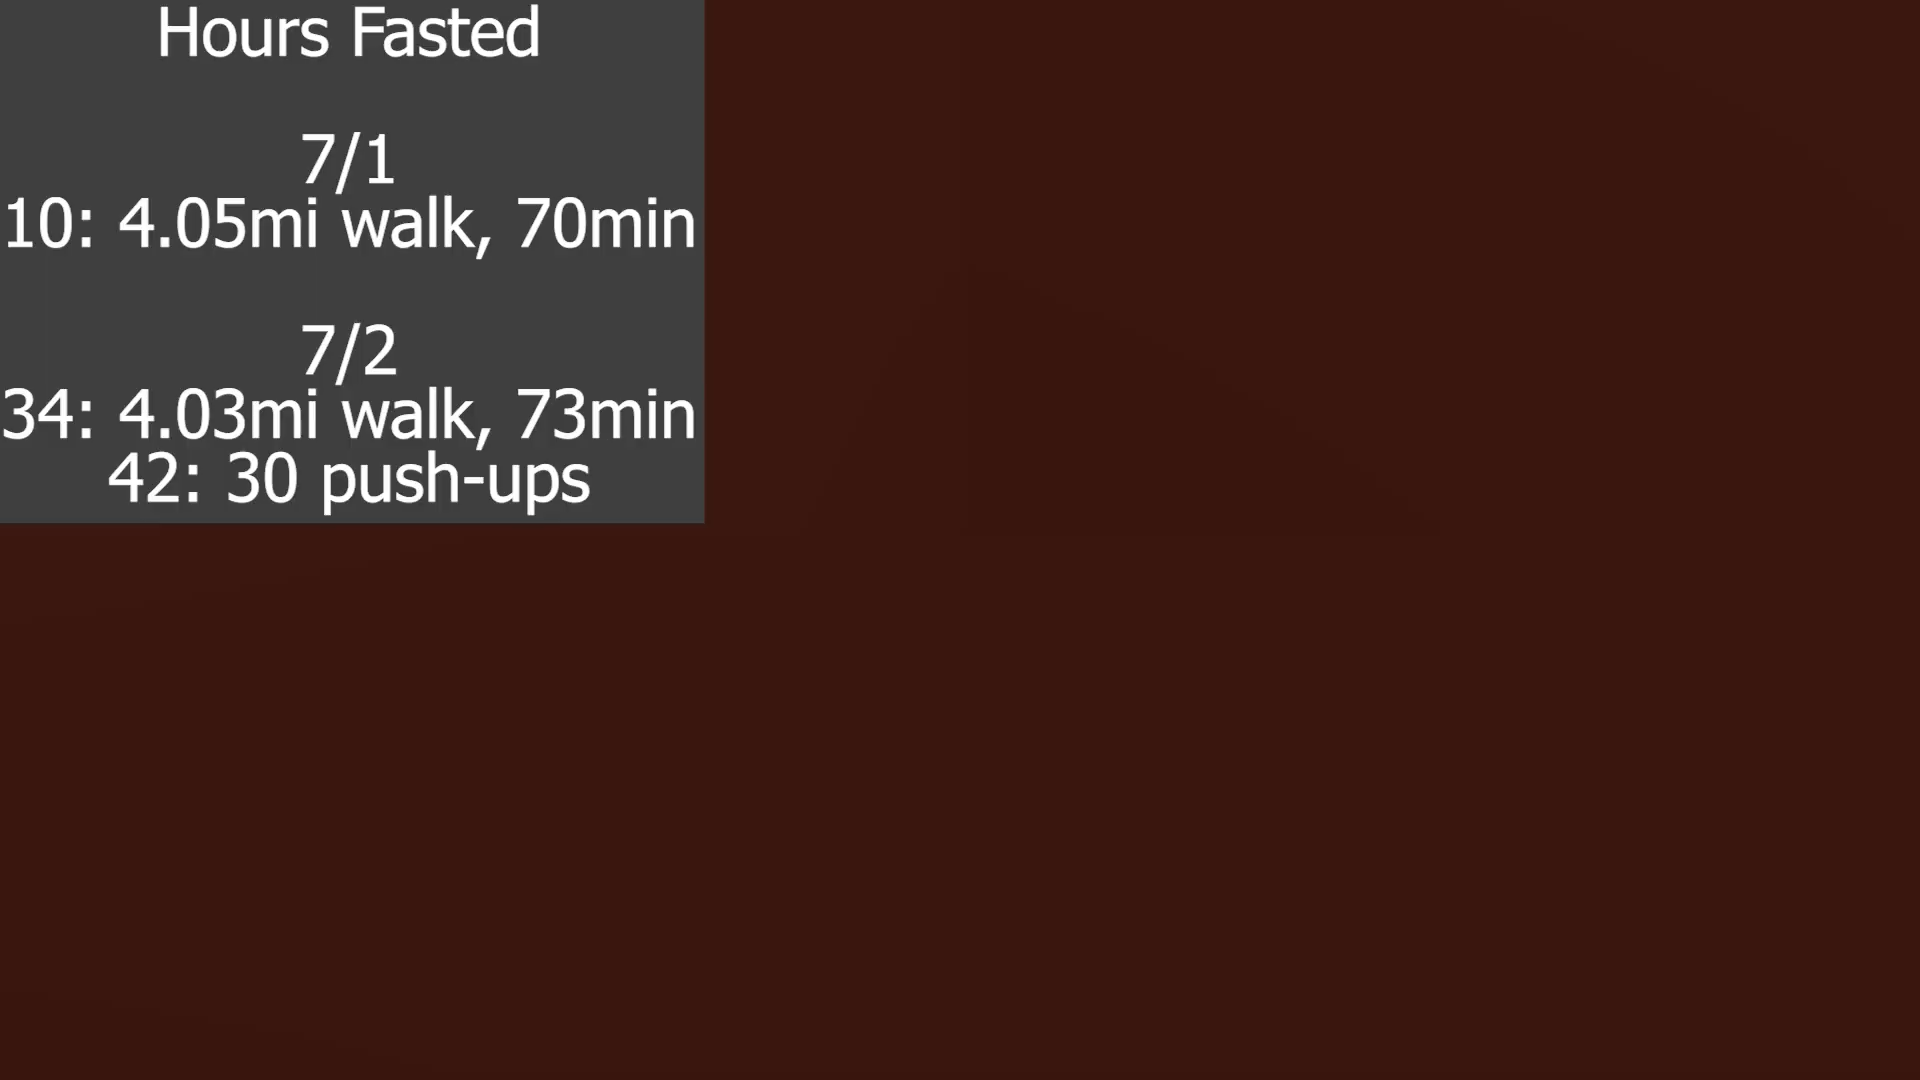 Hours Fasted
7/1
10: 4.05mi walk, 70min
7/2
34: 4.03mi walk, 73min
42: 30 push-ups